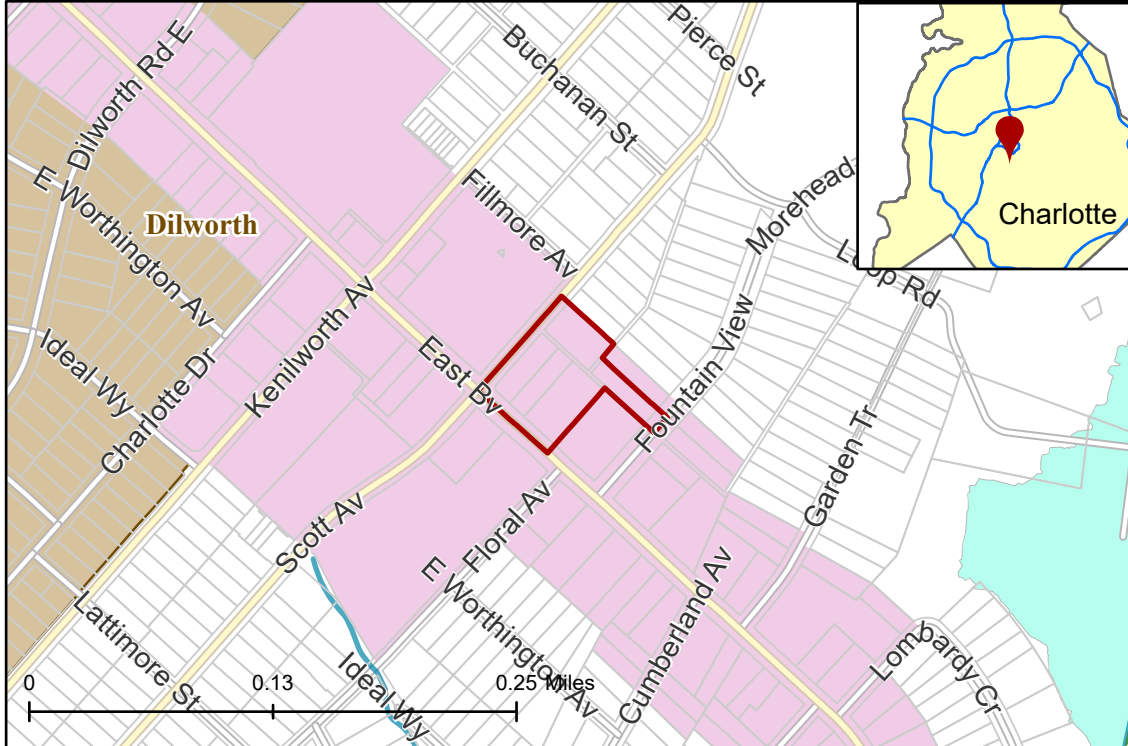 Dilworth Rd E
Buchanan St
Pierce St
E Worthington Av
Dilworth
Fillmore Av
Morehead
Loop Rd
Charlotte
Ideal Wy
Charlotte Dr
Kenilworth Av
East Bv
Fountain View
Garden Tr
Scott Av
Floral Av
E Worthington Av
Cumberland Av
Lombardy Cr
Lattimore St
Ideal Wy
0
0.13
0.25 Miles